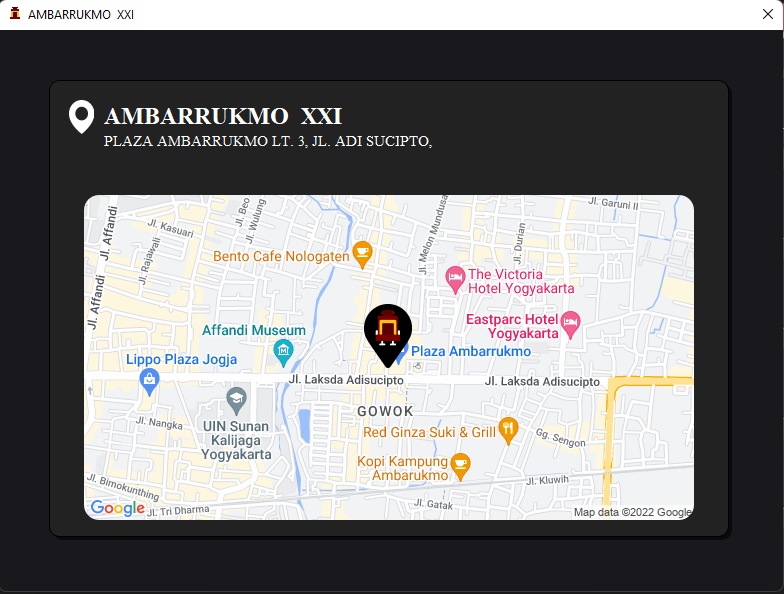 AMBARRUKMO XXI
AMBARRUKMO XXI
PLAZA AMBARRUKMO LT. 3, JL. ADI SUCIPTO,
Jl. Garuni II
Jl. Beo
Jl. Wulung
Jl. Affandi
Jl. Kasuari
Jl. Rajawali
Jl. Melon Mundusa
Jl. Durian
Bento Cafe Nologaten
The Victoria
Hotel Yogyakarta
Jl. Affandi
Eastparc Hotel
Yogyakarta
Affandi Museum
Plaza Ambarrukmo
Lippo Plaza Jogja
Jl. Laksda Adisucipto
Jl. Laksda Adisucipto
GOWOK
Jl. Nangka
UIN Sunan
Kalijaga
Yogyakarta
Red Ginza Suki & Grill
Gg. Sengon
Kopi Kampung
Ambarukmo
Jl. Bimokunthing
Jl. Kluwih
Jl. Gatak
Google
Jl. Tri Dharma
Map data ©2022 Google